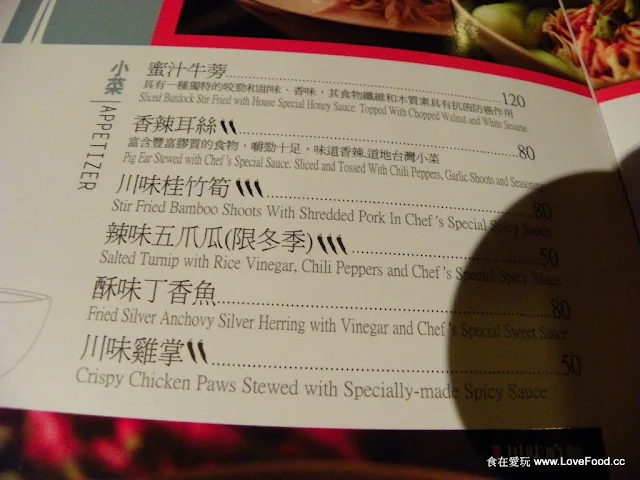 小菜 | APPETIZER
蜜汁牛蒡 120
具有一種獨特的咬勁和甜味、香味，其食物纖維和木質素具有抗菌防癌作用
Sliced Burdock Stir Fried with House Special Honey Sauce. Topped With Chopped Walnut and White Sesame
香辣耳絲 80
富含豐富膠質的食物，嚼勁十足，味道香辣.道地台灣小菜
Pig Ear Stewed with Chef 's Special Sauce. Sliced and Tossed With Chili Peppers, Garlic Shoots and Seasoning
川味桂竹筍 80
Stir Fried Bamboo Shoots With Shredded Pork In Chef 's Special Spicy Sauce
辣味五爪瓜(限冬季) 50
Salted Turnip with Rice Vinegar, Chili Peppers and Chef 's Special Spicy Sauce
酥味丁香魚 80
Fried Silver Anchovy Silver Herring with Vinegar and Chef 's Special Sweet Sauce
川味雞掌 50
Crispy Chicken Paws Stewed with Specially-made Spicy Sauce
食在愛玩 www.LoveFood.cc